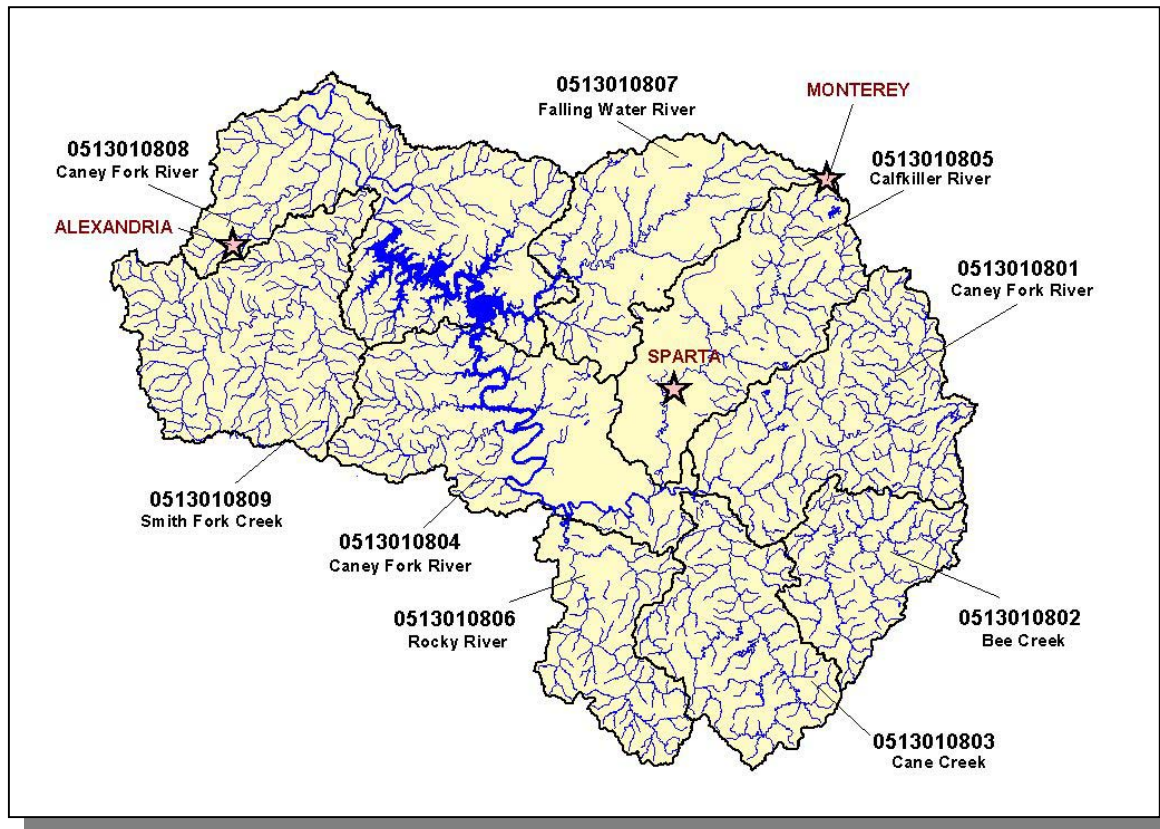 0513010807
Falling Water River
MONTEREY
0513010808
Caney Fork River
0513010805
Calfkiller River
ALEXANDRIA
0513010801
Caney Fork River
SPARTA
0513010809
Smith Fork Creek
0513010804
Caney Fork River
0513010806
Rocky River
0513010802
Bee Creek
0513010803
Cane Creek